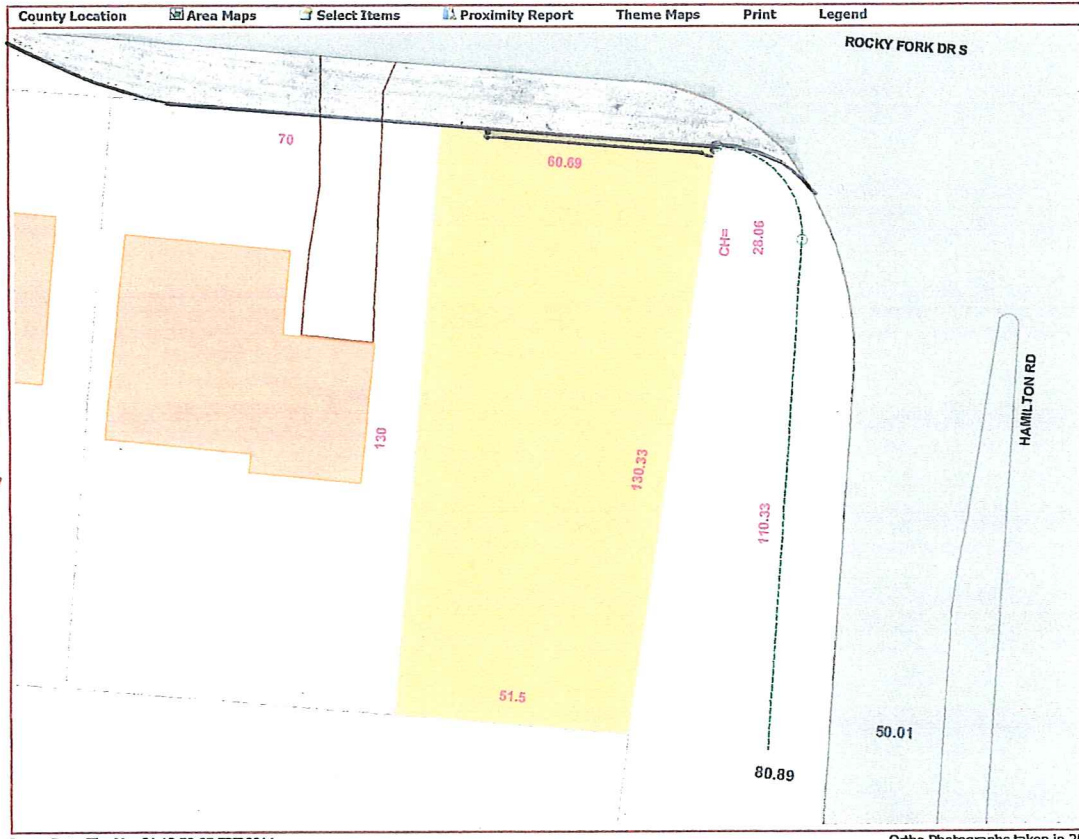 County Location Area Maps Select Items Proximity Report Theme Maps Print Legend
ROCKY FORK DR S
70
60.69
CH=
28.06
HAMILTON RD
130
130.33
110.33
51.5
50.01
80.89